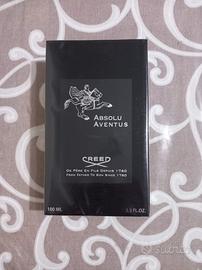 ABSOLU
AVENTUS
CREED
DE PÈRE EN FILS DEPUIS 1760
FROM FATHER TO SON SINCE 1760
100 ML
3.3 FL.OZ.
subito